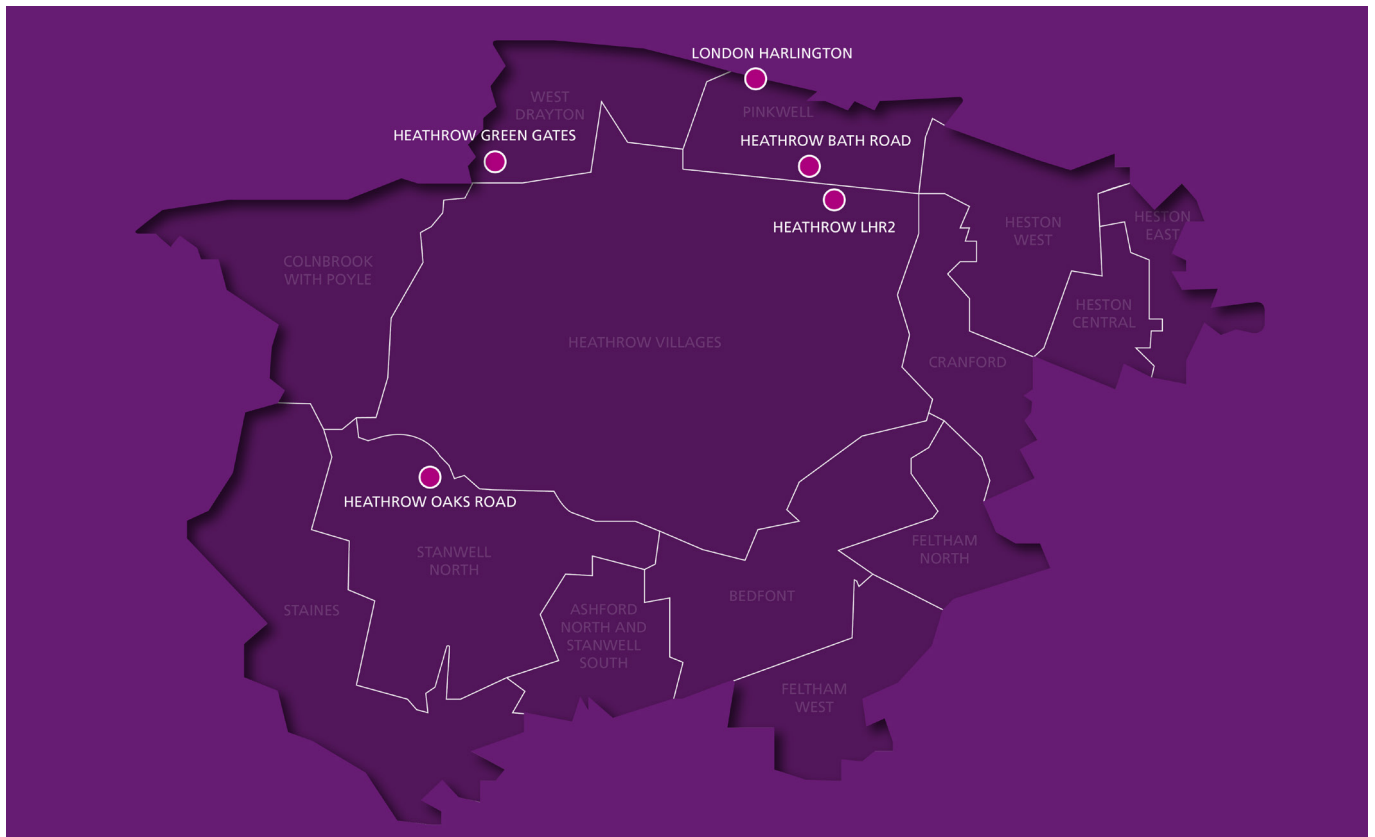 LONDON HARLINGTON
WEST
DRAYTON
PINKWELL
HEATHROW GREEN GATES
HEATHROW BATH ROAD
HESTON
EAST
HESTON
WEST
HEATHROW LHR2
COLNBROOK
WITH POYLE
HESTON
CENTRAL
HEATHROW VILLAGES
CRANFORD
HEATHROW OAKS ROAD
FELTHAM
NORTH
STANWELL
NORTH
BEDFONT
STAINES
ASHFORD
NORTH AND
STANWELL
SOUTH
FELTHAM
WEST